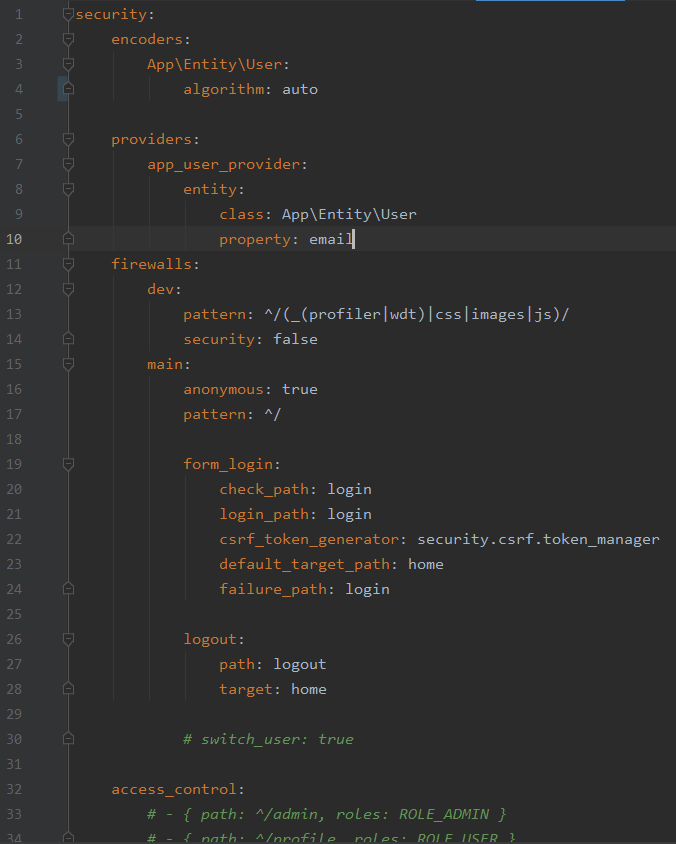 1 security:
2 encoders:
3 App\Entity\User:
4 algorithm: auto
5
6 providers:
7 app_user_provider:
8 entity:
9 class: App\Entity\User
10 property: email
11 firewalls:
12 dev:
13 pattern: ^/(_(profiler|wdt)|css|images|js)/
14 security: false
15 main:
16 anonymous: true
17 pattern: ^/
18
19 form_login:
20 check_path: login
21 login_path: login
22 csrf_token_generator: security.csrf.token_manager
23 default_target_path: home
24 failure_path: login
25
26 logout:
27 path: logout
28 target: home
29
30 # switch_user: true
31
32 access_control:
33 # - { path: ^/admin, roles: ROLE_ADMIN }
34 # - { path: ^/profile, roles: ROLE_USER }